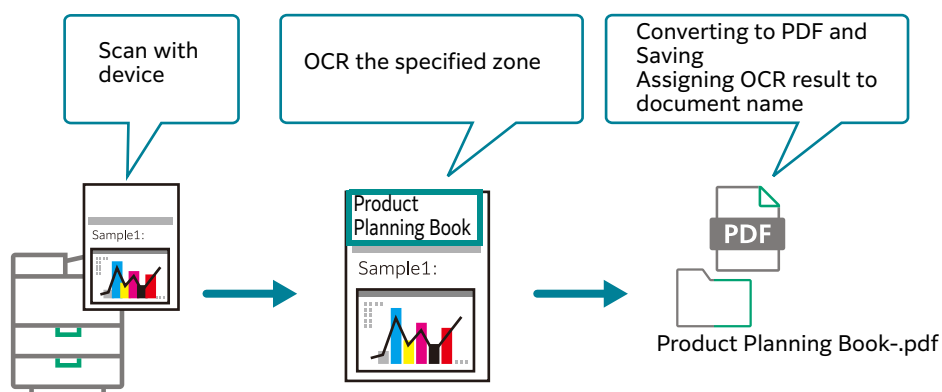 Scan with
device
OCR the specified zone
Converting to PDF and
Saving
Assigning OCR result to
document name
Sample1:
Product
Planning Book
Sample1:
PDF
Product Planning Book-.pdf